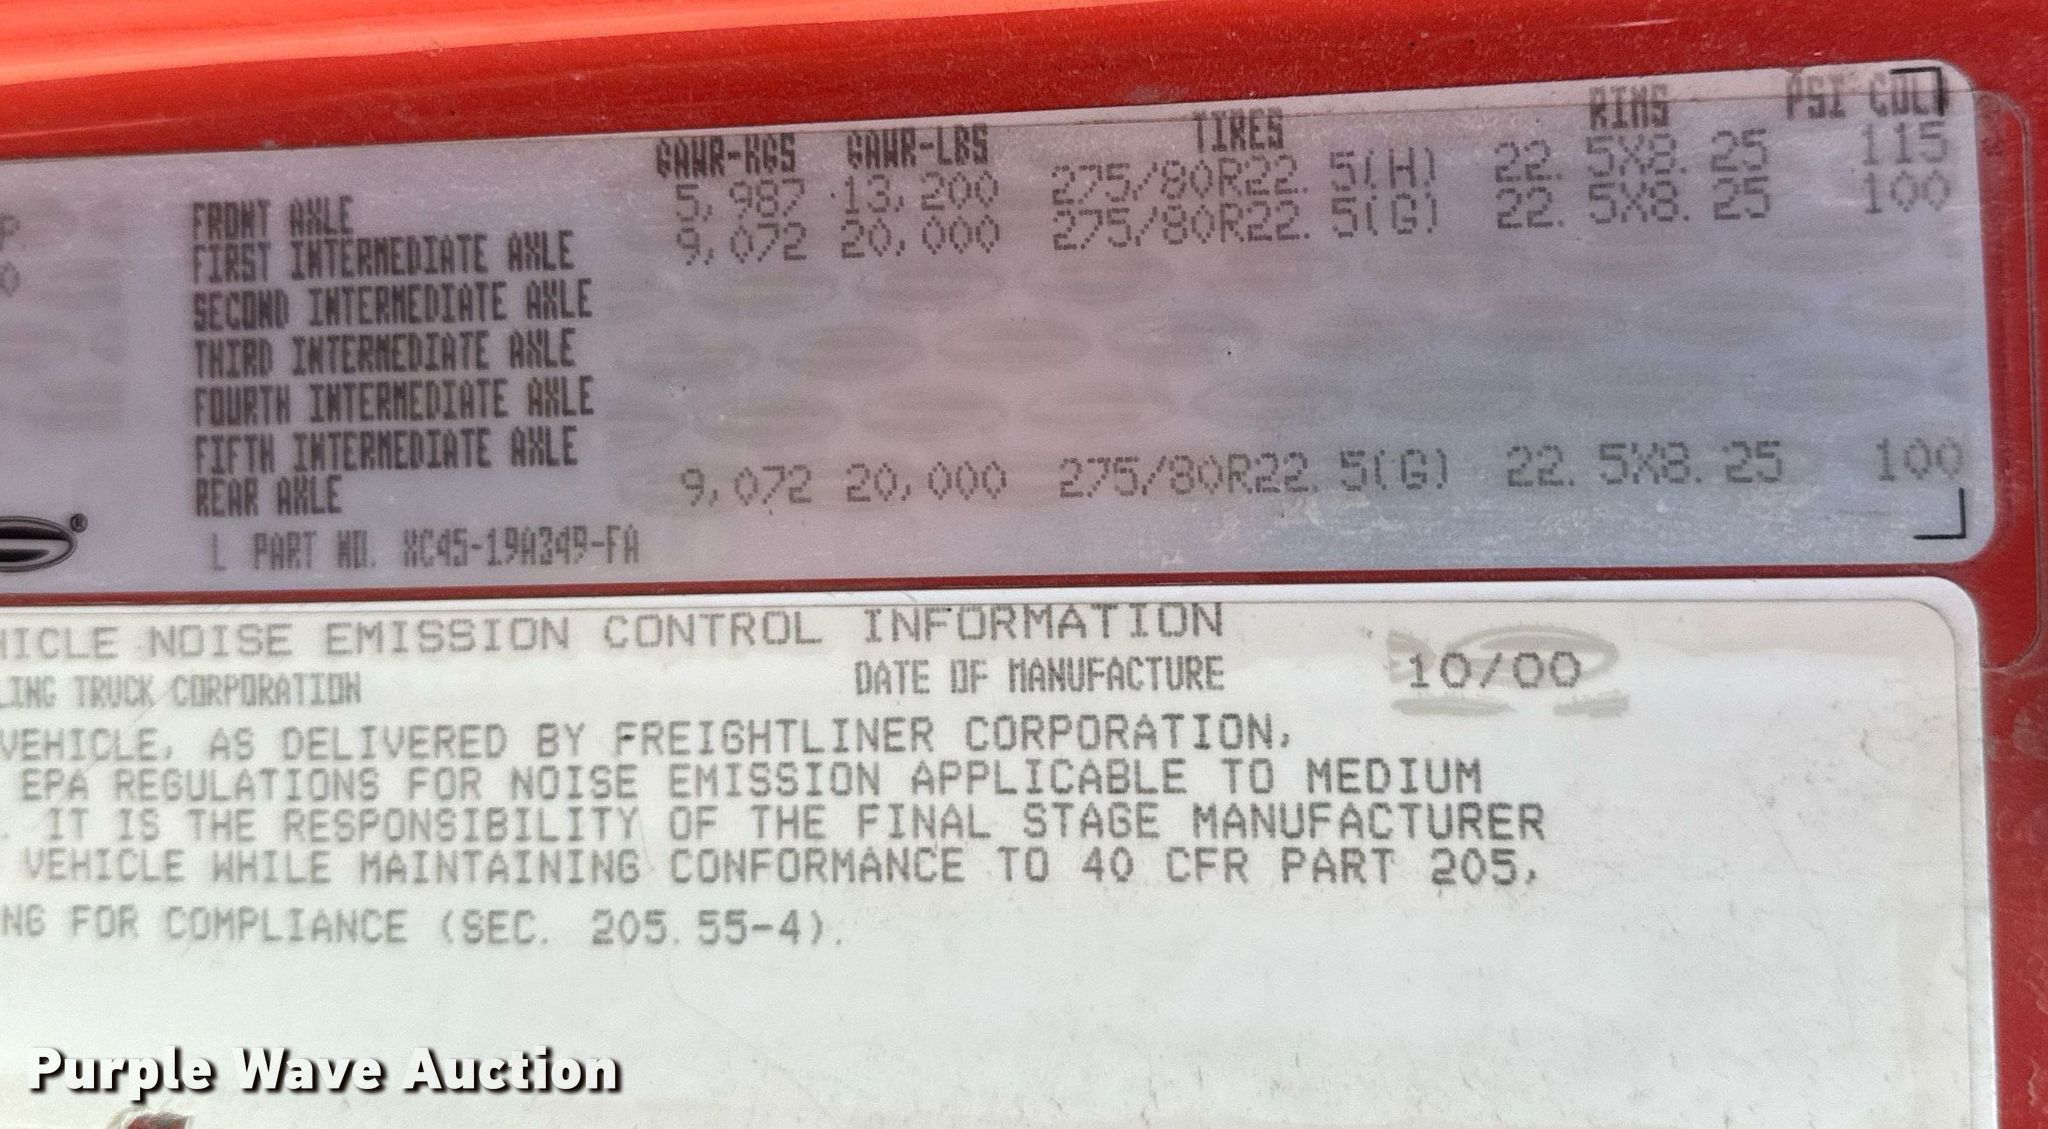 GAWR-KGS GAWR-LBS TIRES RIMS PSI COLD
FRONT AXLE 5,987 13,200 275/80R22.5(H) 22.5X8.25 115
FIRST INTERMEDIATE AXLE 9,072 20,000 275/80R22.5(G) 22.5X8.25 100
SECOND INTERMEDIATE AXLE
THIRD INTERMEDIATE AXLE
FOURTH INTERMEDIATE AXLE
FIFTH INTERMEDIATE AXLE
REAR AXLE 9,072 20,000 275/80R22.5(G) 22.5X8.25 100
L PART NO. XC45-19A349-FA
®
HICLE NOISE EMISSION CONTROL INFORMATION
LING TRUCK CORPORATION DATE OF MANUFACTURE 10/00
VEHICLE, AS DELIVERED BY FREIGHTLINER CORPORATION,
EPA REGULATIONS FOR NOISE EMISSION APPLICABLE TO MEDIUM
. IT IS THE RESPONSIBILITY OF THE FINAL STAGE MANUFACTURER
VEHICLE WHILE MAINTAINING CONFORMANCE TO 40 CFR PART 205,
NG FOR COMPLIANCE (SEC. 205.55-4).
Purple Wave Auction